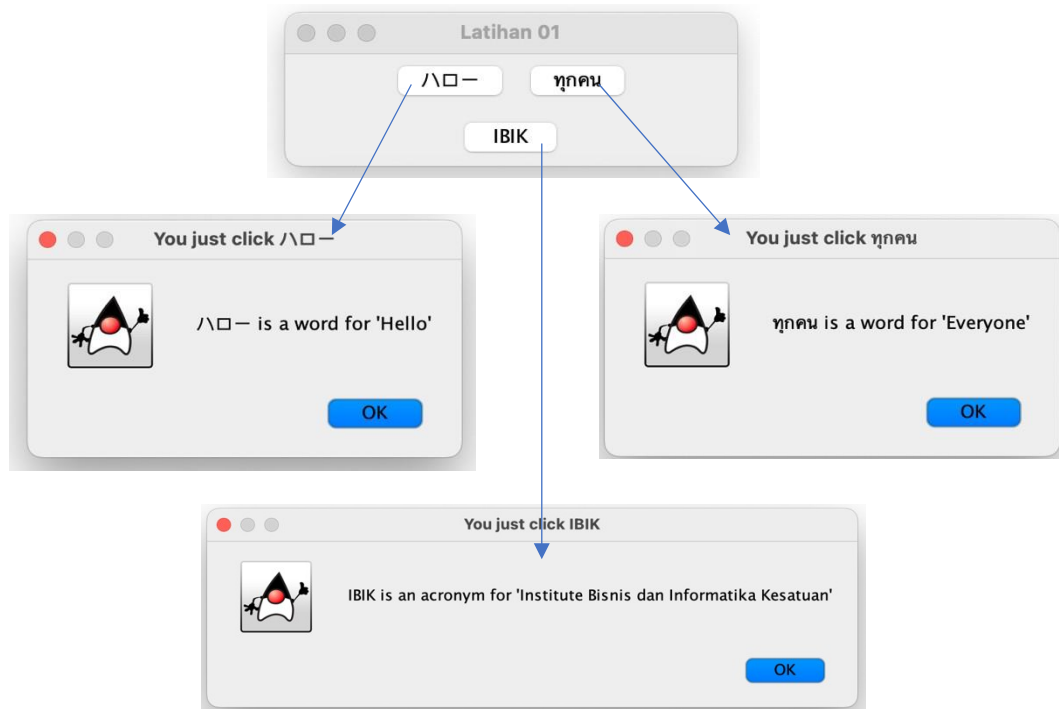 Latihan 01
ハロー
ทุกคน
IBIK
You just click ハロー
ハロー is a word for 'Hello'
OK
You just click ทุกคน
ทุกคน is a word for 'Everyone'
OK
You just click IBIK
IBIK is an acronym for 'Institute Bisnis dan Informatika Kesatuan'
OK